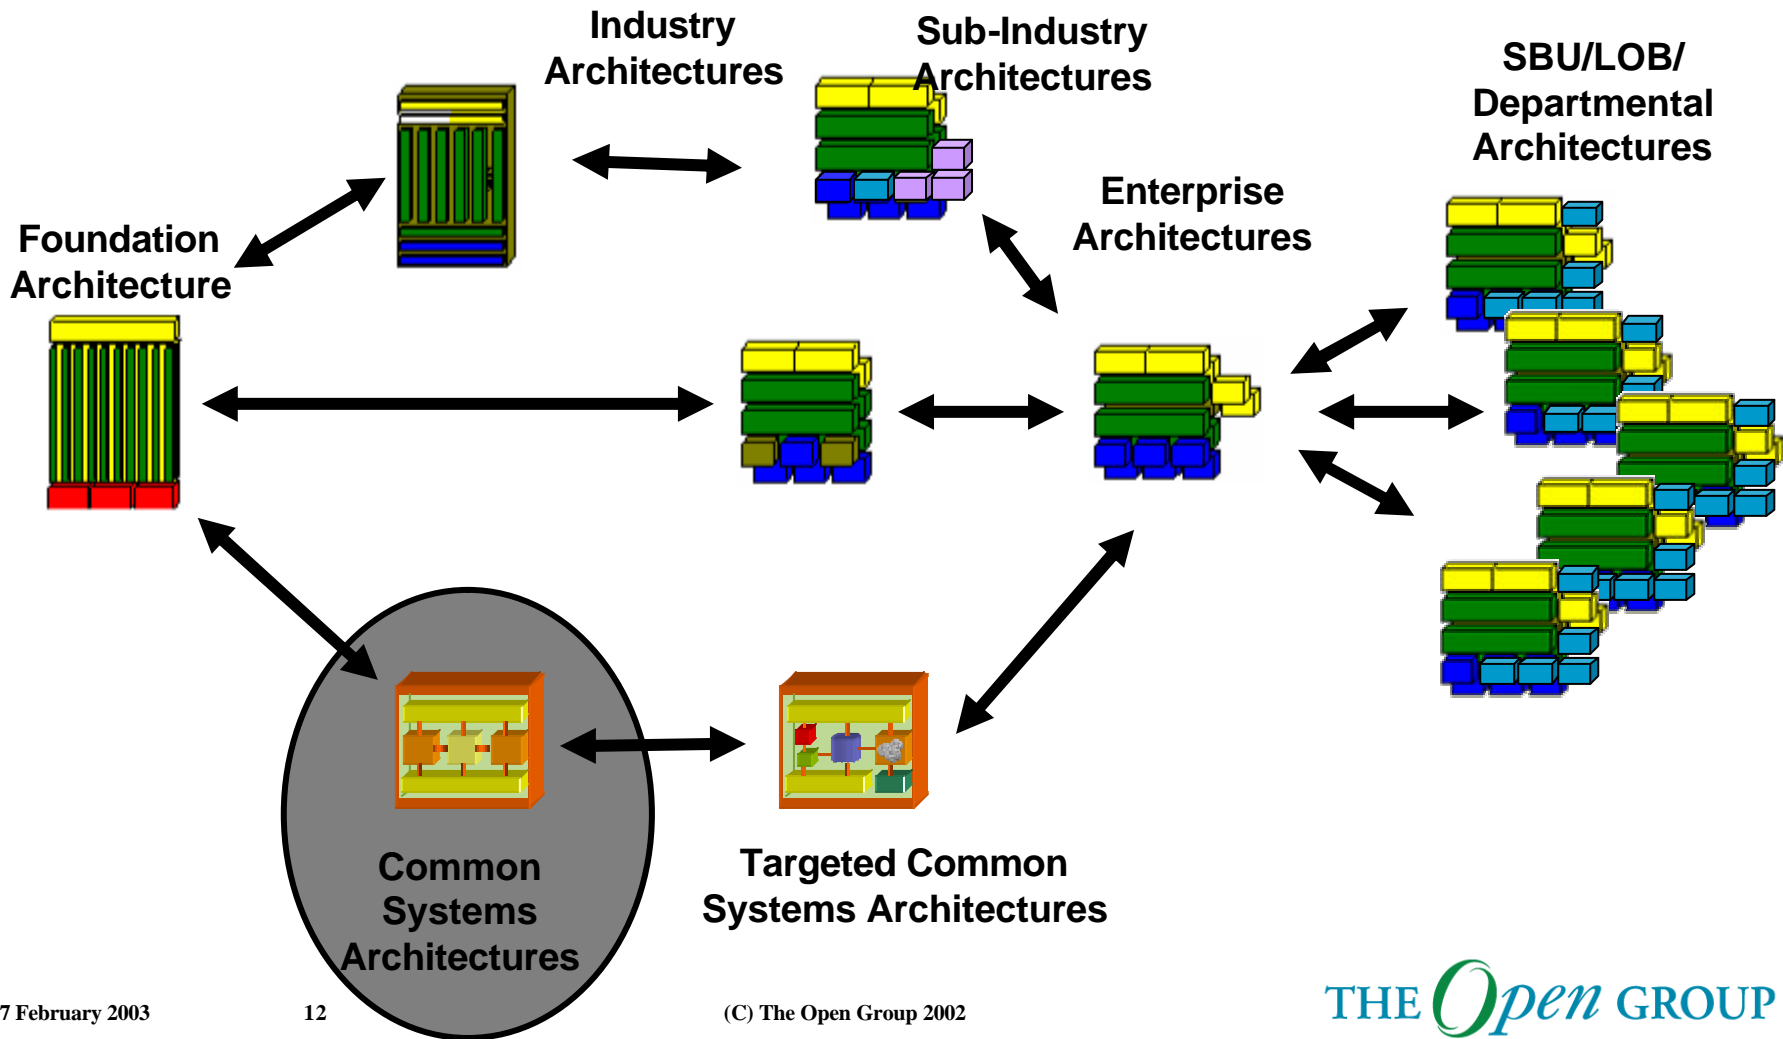 Industry
Architectures
Sub-Industry
Architectures
SBU/LOB/
Departmental
Architectures
Enterprise
Architectures
Foundation
Architecture
Common
Systems
Architectures
Targeted Common
Systems Architectures
7 February 2003
12
(C) The Open Group 2002
THE Open GROUP